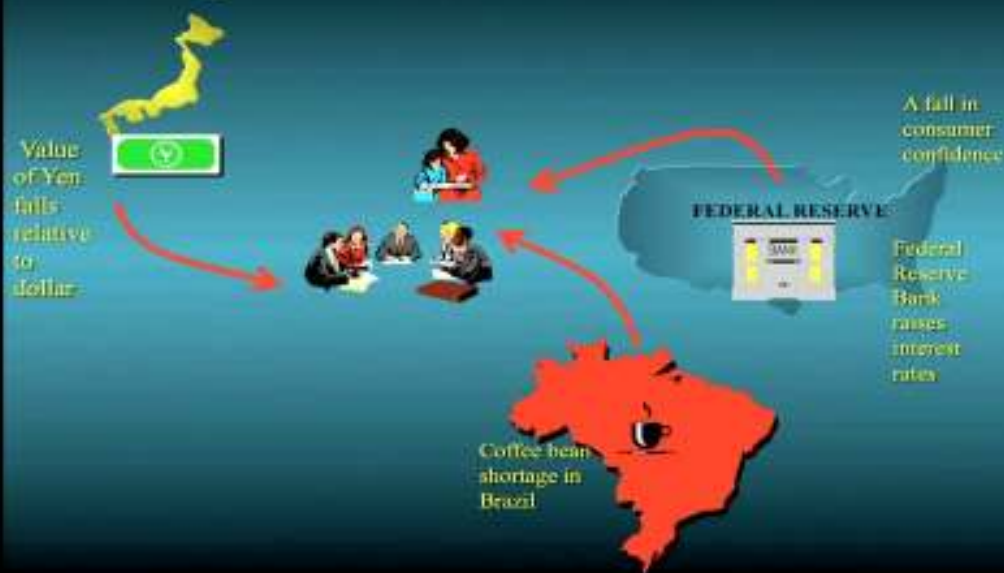 Value
of Yen
falls
relative
to
dollar
A fall in
consumer
confidence
FEDERAL RESERVE
BANK
Federal
Reserve
Bank
raises
interest
rates
Coffee bean
shortage in
Brazil